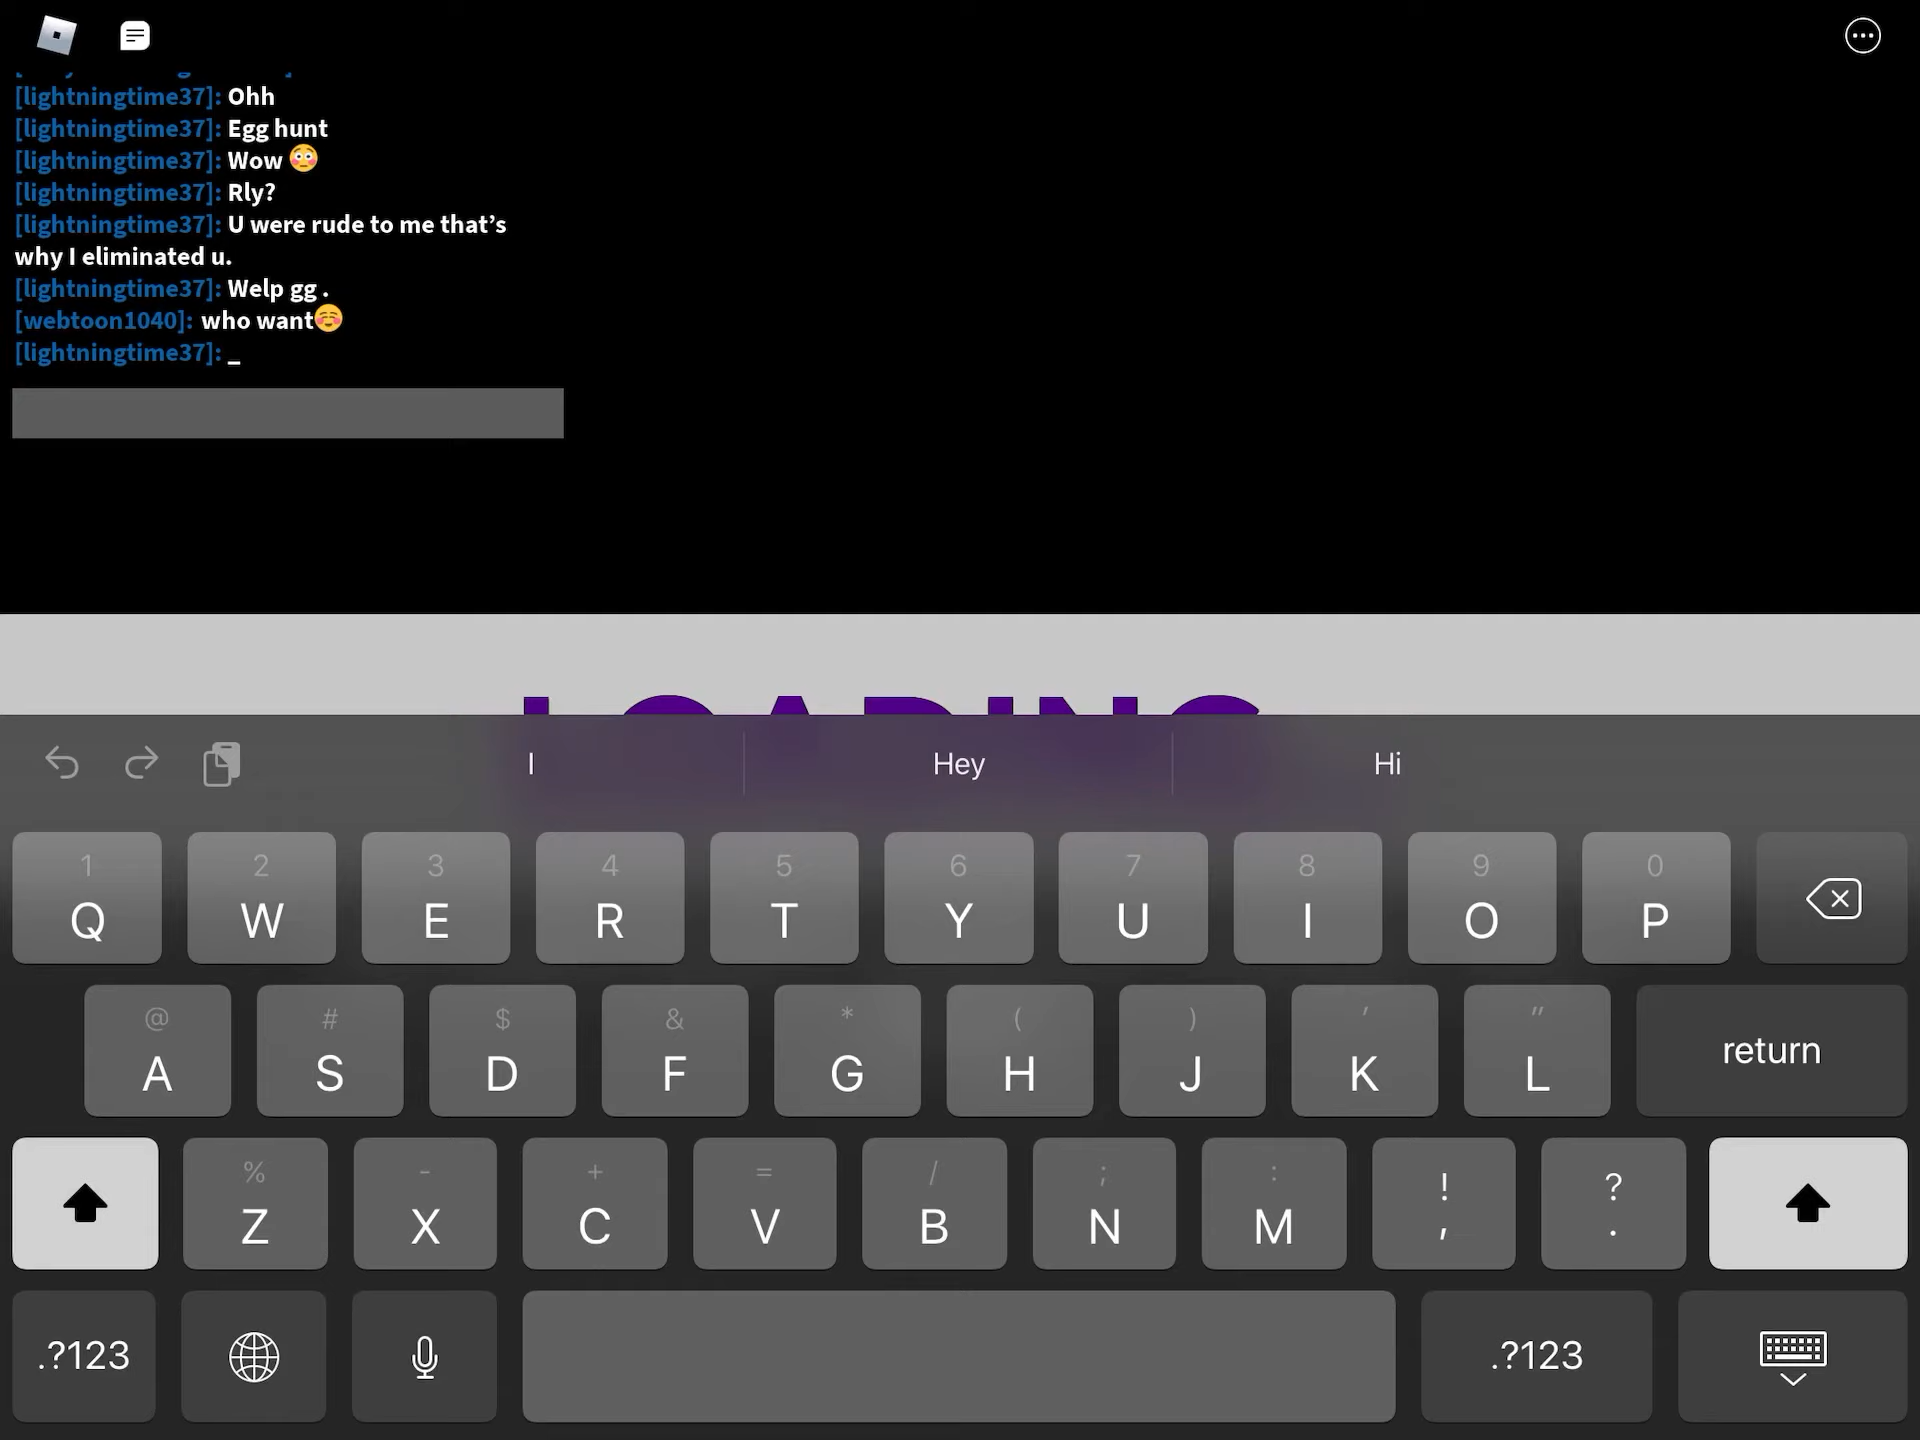 [lightningtime37]: Ohh
[lightningtime37]: Egg hunt
[lightningtime37]: Wow 😳
[lightningtime37]: Rly?
[lightningtime37]: U were rude to me that’s
why I eliminated u.
[lightningtime37]: Welp gg .
[webtoon1040]: who want☺️
[lightningtime37]: _
LOADING
I Hey Hi
1 2 3 4 5 6 7 8 9 0
Q W E R T Y U I O P
@ # $ & * ( ) ' "
A S D F G H J K L return
% - + = / ; : ! ?
Z X C V B N M , .
.?123 .?123